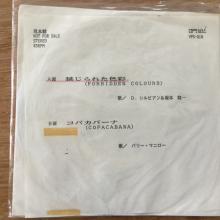 見本盤
NOT FOR SALE
STEREO
45RPM
VIPS-01
A面 禁じられた色彩
(FORBIDDEN COLOURS)
歌/ D. シルビアン&坂本 龍一
B面 コパカバーナ
(COPACABANA)
歌/ バリー・マニロー